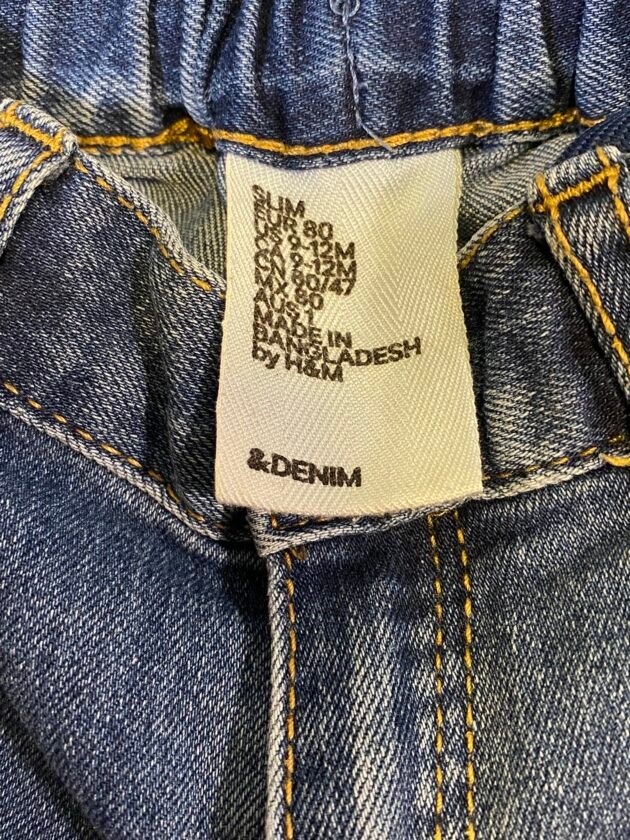 SLIM
EUR 80
US 9-12M
CA 9-12M
CN 80/47
MX 80
AUS 1
MADE IN
BANGLADESH
by H&M
&DENIM